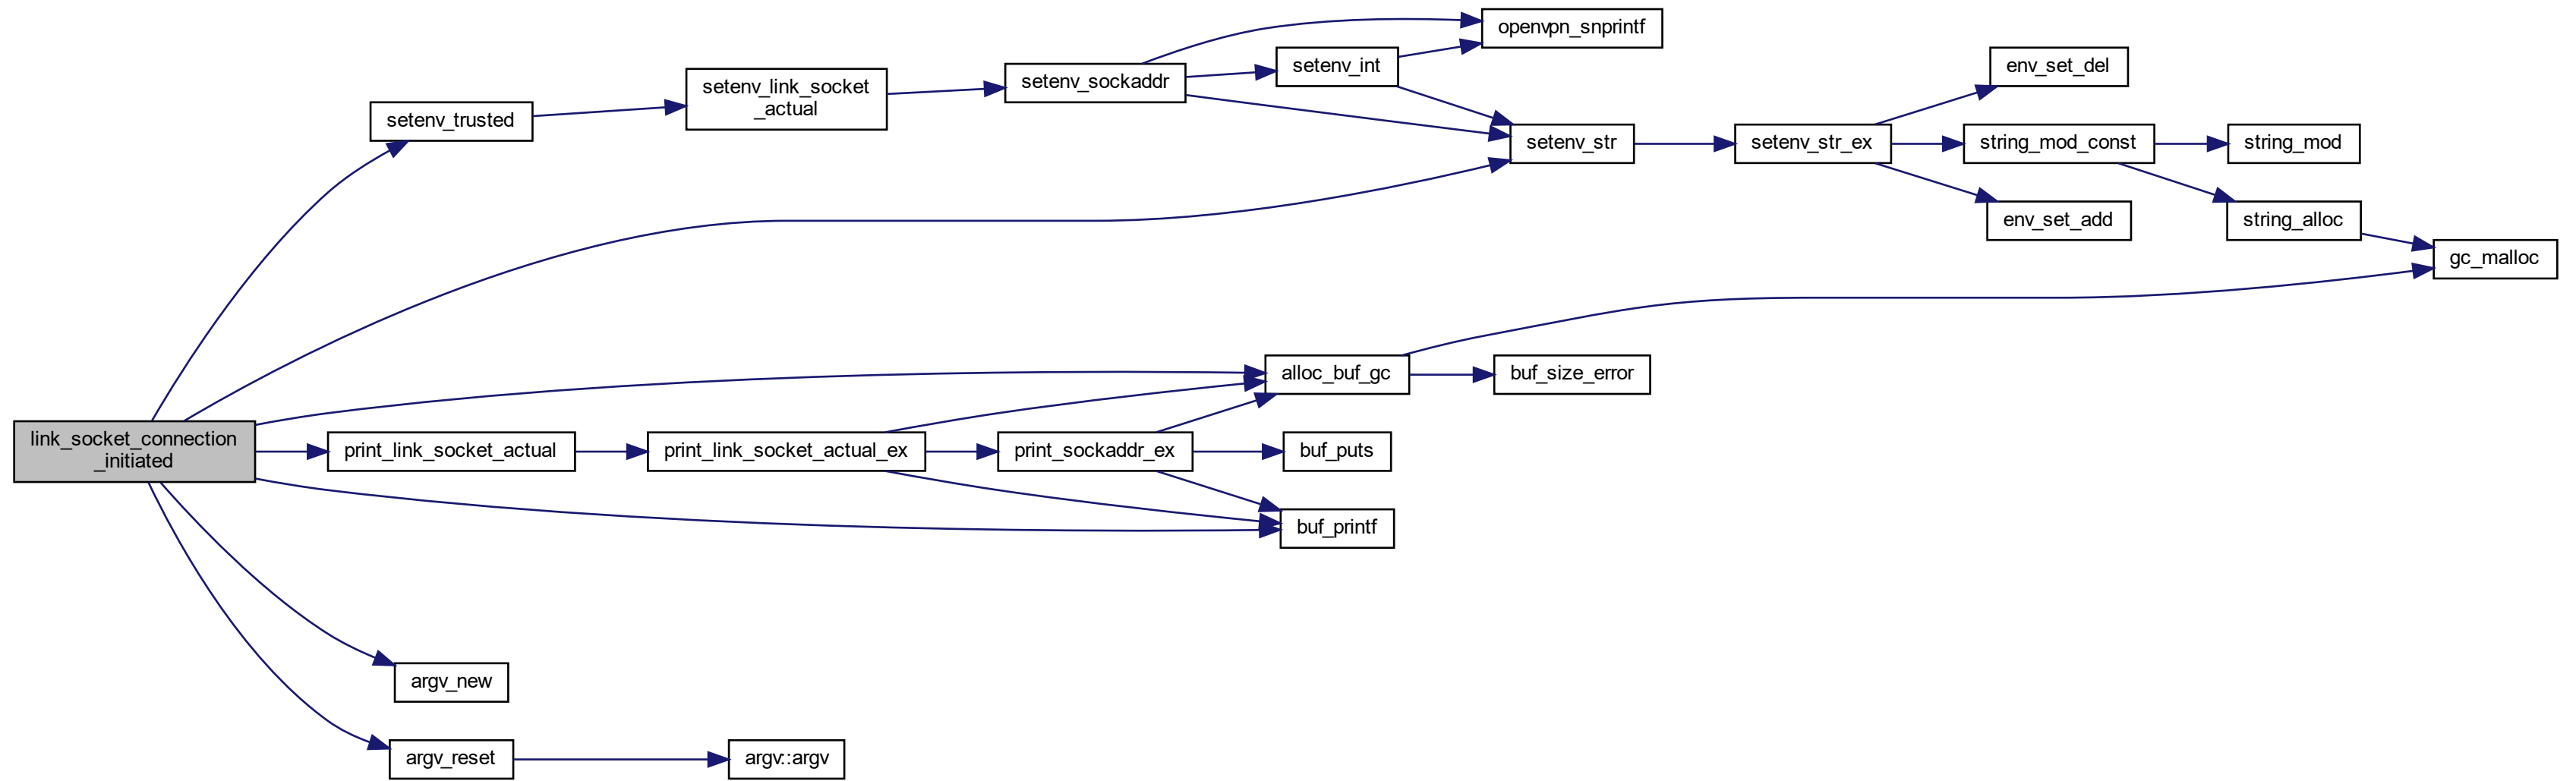 openvpn_snprintf
env_set_del
setenv_int
setenv_sockaddr
setenv_link_socket
_actual
setenv_trusted
setenv_str
setenv_str_ex
string_mod_const
string_mod
env_set_add
string_alloc
gc_malloc
alloc_buf_gc
buf_size_error
link_socket_connection
_initiated
print_link_socket_actual
print_link_socket_actual_ex
print_sockaddr_ex
buf_puts
buf_printf
argv_new
argv_reset
argv::argv